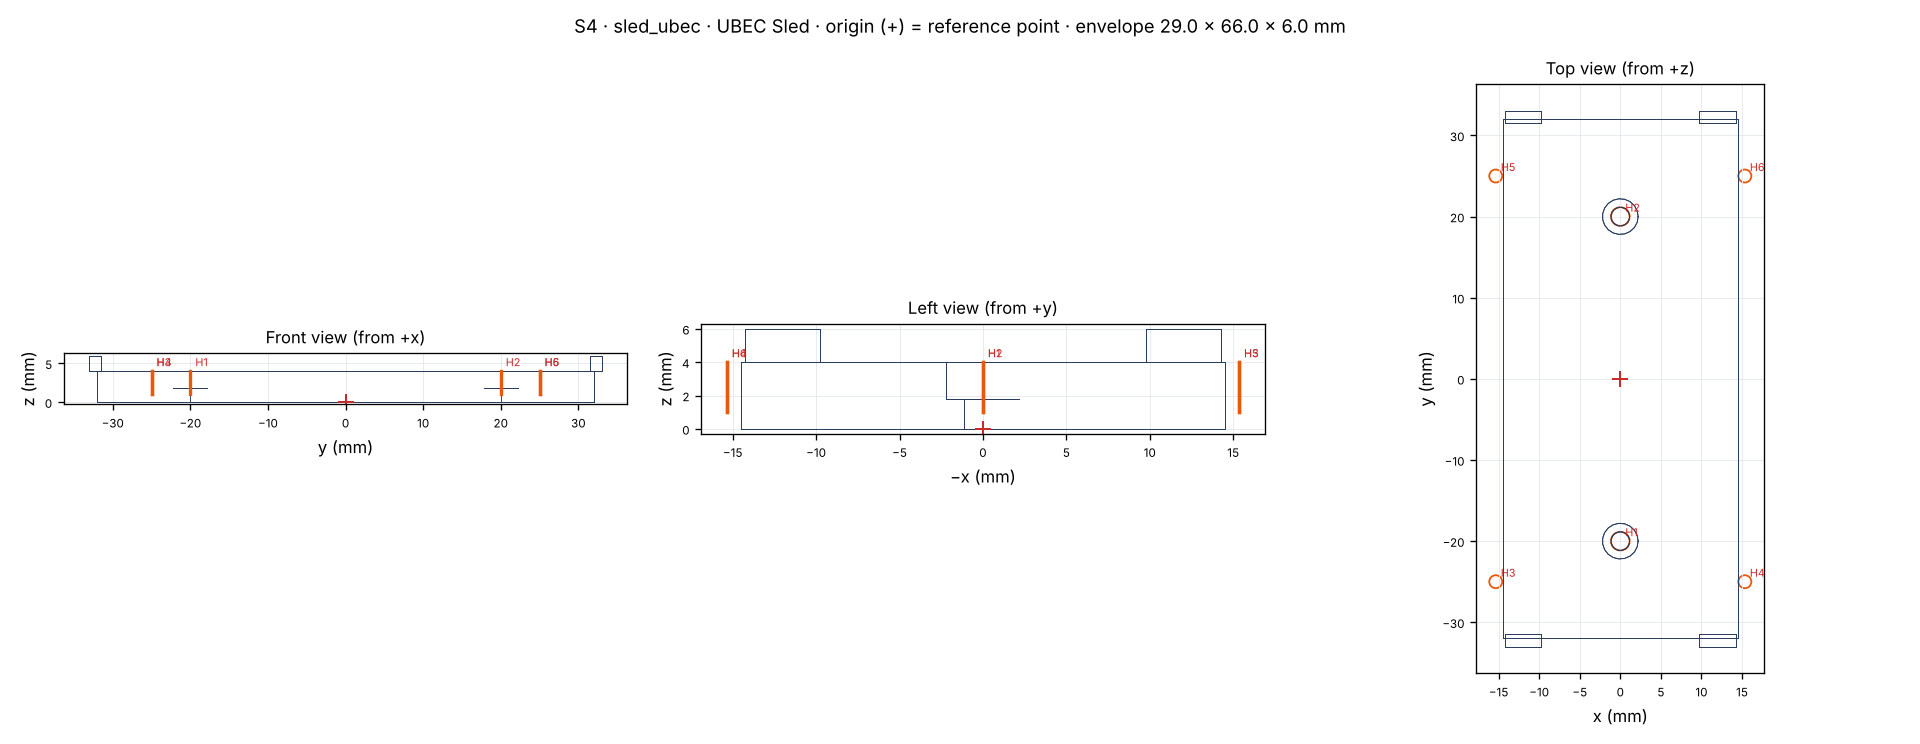 S4 · sled_ubec · UBEC Sled · origin (+) = reference point · envelope 29.0 × 66.0 × 6.0 mm
Front view (from +x)
z (mm)
5
0
H1
H2
−30
−20
−10
0
10
20
30
y (mm)
Left view (from +y)
z (mm)
6
4
2
0
−15
−10
−5
0
5
10
15
−x (mm)
Top view (from +z)
y (mm)
30
20
10
0
−10
−20
−30
H5
H6
H2
H1
H3
H4
−15
−10
−5
0
5
10
15
x (mm)